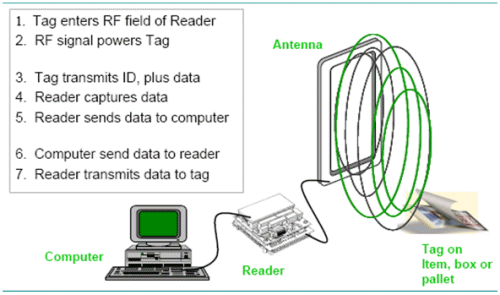 1. Tag enters RF field of Reader
2. RF signal powers Tag
3. Tag transmits ID, plus data
4. Reader captures data
5. Reader sends data to computer
6. Computer send data to reader
7. Reader transmits data to tag
Antenna
Computer
Reader
Tag on
Item, box or
pallet